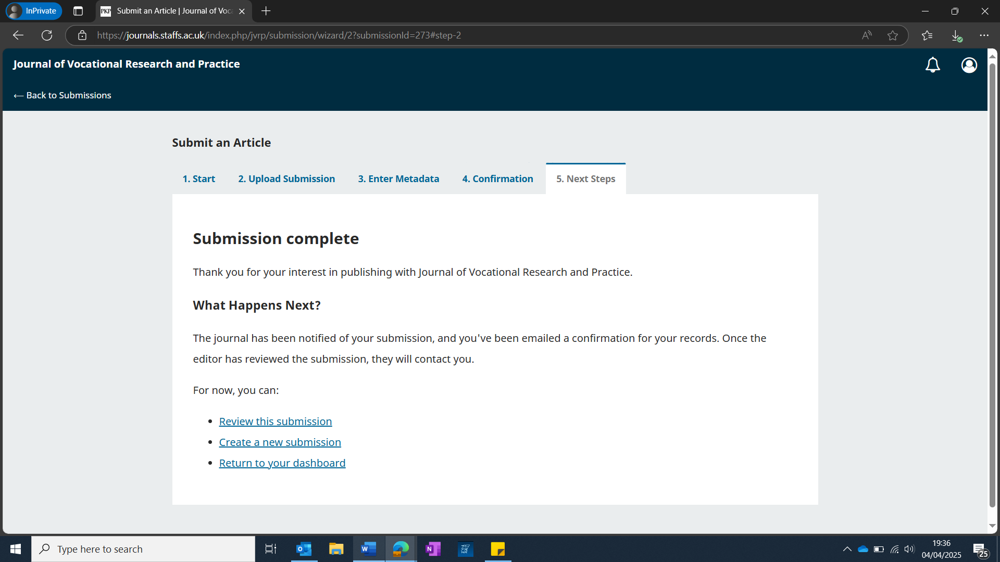 InPrivate
PKP Submit an Article | Journal of Voca
https://journals.staffs.ac.uk/index.php/jvrp/submission/wizard/2?submissionId=273#step-2
Journal of Vocational Research and Practice
← Back to Submissions
Submit an Article
1. Start 2. Upload Submission 3. Enter Metadata 4. Confirmation 5. Next Steps
Submission complete
Thank you for your interest in publishing with Journal of Vocational Research and Practice.
What Happens Next?
The journal has been notified of your submission, and you've been emailed a confirmation for your records. Once the
editor has reviewed the submission, they will contact you.
For now, you can:
• Review this submission
• Create a new submission
• Return to your dashboard
Type here to search
19:36
04/04/2025
25